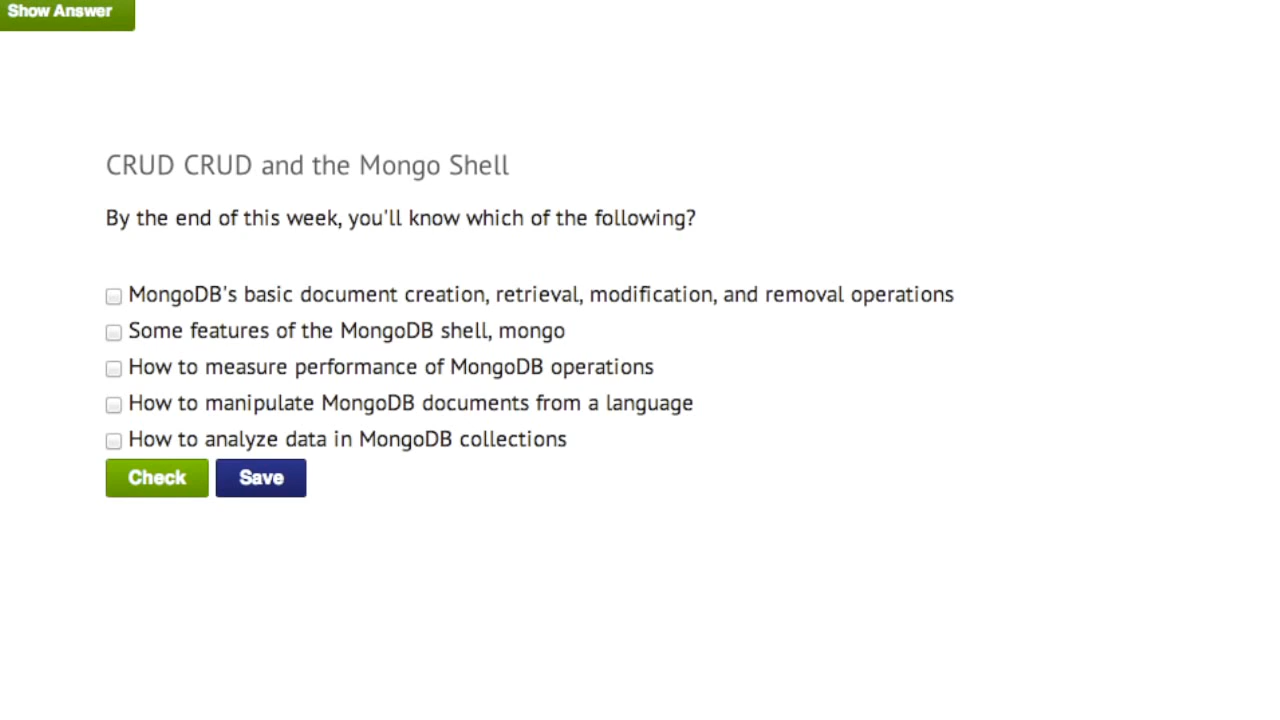 Show Answer
CRUD CRUD and the Mongo Shell
By the end of this week, you'll know which of the following?
MongoDB's basic document creation, retrieval, modification, and removal operations
Some features of the MongoDB shell, mongo
How to measure performance of MongoDB operations
How to manipulate MongoDB documents from a language
How to analyze data in MongoDB collections
Check Save